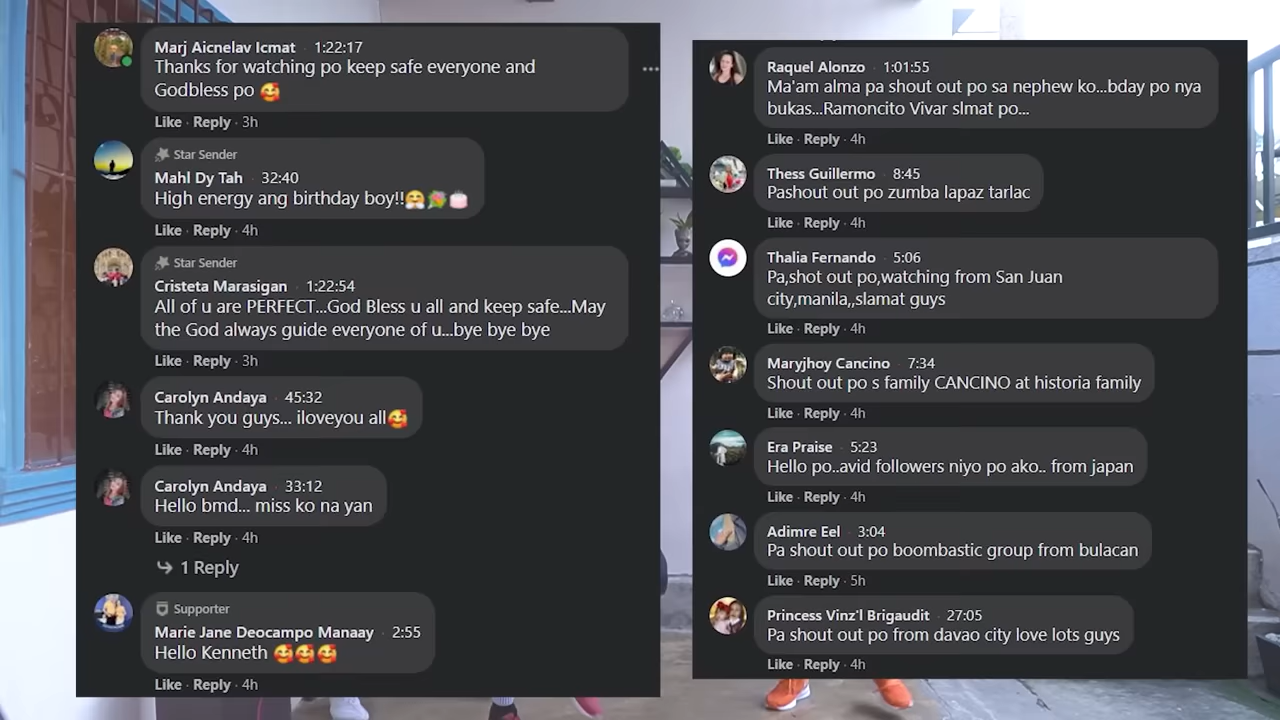 Marj Aicnelav Icmat · 1:22:17
Thanks for watching po keep safe everyone and
Godbless po 🥰
Like · Reply · 3h
Star Sender
Mahl Dy Tah · 32:40
High energy ang birthday boy!!🤗💐🎂
Like · Reply · 4h
Star Sender
Cristeta Marasigan · 1:22:54
All of u are PERFECT...God Bless u all and keep safe...May
the God always guide everyone of u...bye bye bye
Like · Reply · 3h
Carolyn Andaya · 45:32
Thank you guys... iloveyou all🥰
Like · Reply · 4h
Carolyn Andaya · 33:12
Hello bmd... miss ko na yan
Like · Reply · 4h
1 Reply
Supporter
Marie Jane Deocampo Manaay · 2:55
Hello Kenneth 🥰🥰🥰
Like · Reply · 4h
Raquel Alonzo · 1:01:55
Ma'am alma pa shout out po sa nephew ko...bday po nya
bukas...Ramoncito Vivar slmat po...
Like · Reply · 4h
Thess Guillermo · 8:45
Pashout out po zumba lapaz tarlac
Like · Reply · 4h
Thalia Fernando · 5:06
Pa,shot out po,watching from San Juan
city,manila,,slamat guys
Like · Reply · 4h
Maryjhoy Cancino · 7:34
Shout out po s family CANCINO at historia family
Like · Reply · 4h
Era Praise · 5:23
Hello po..avid followers niyo po ako.. from japan
Like · Reply · 4h
Adimre Eel · 3:04
Pa shout out po boombastic group from bulacan
Like · Reply · 5h
Princess Vinz'l Brigaudit · 27:05
Pa shout out po from davao city love lots guys
Like · Reply · 4h